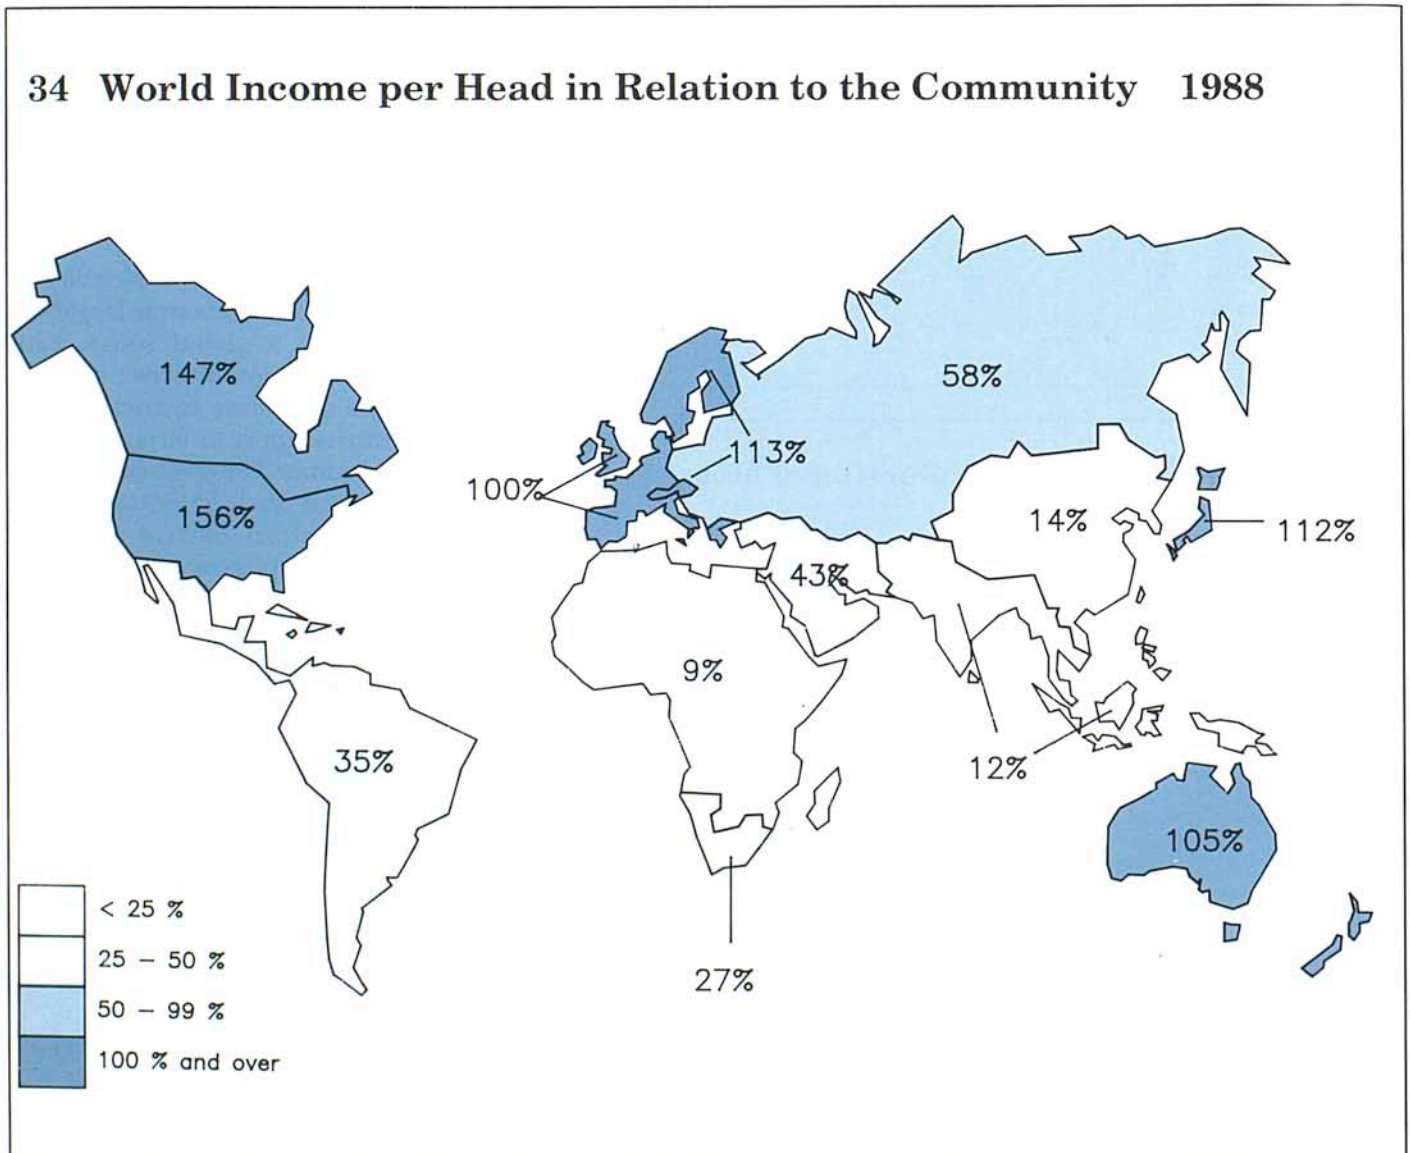 34 World Income per Head in Relation to the Community 1988
147%
58%
113%
100%
156%
14%
112%
43%
9%
35%
12%
105%
27%
< 25 %
25 – 50 %
50 – 99 %
100 % and over